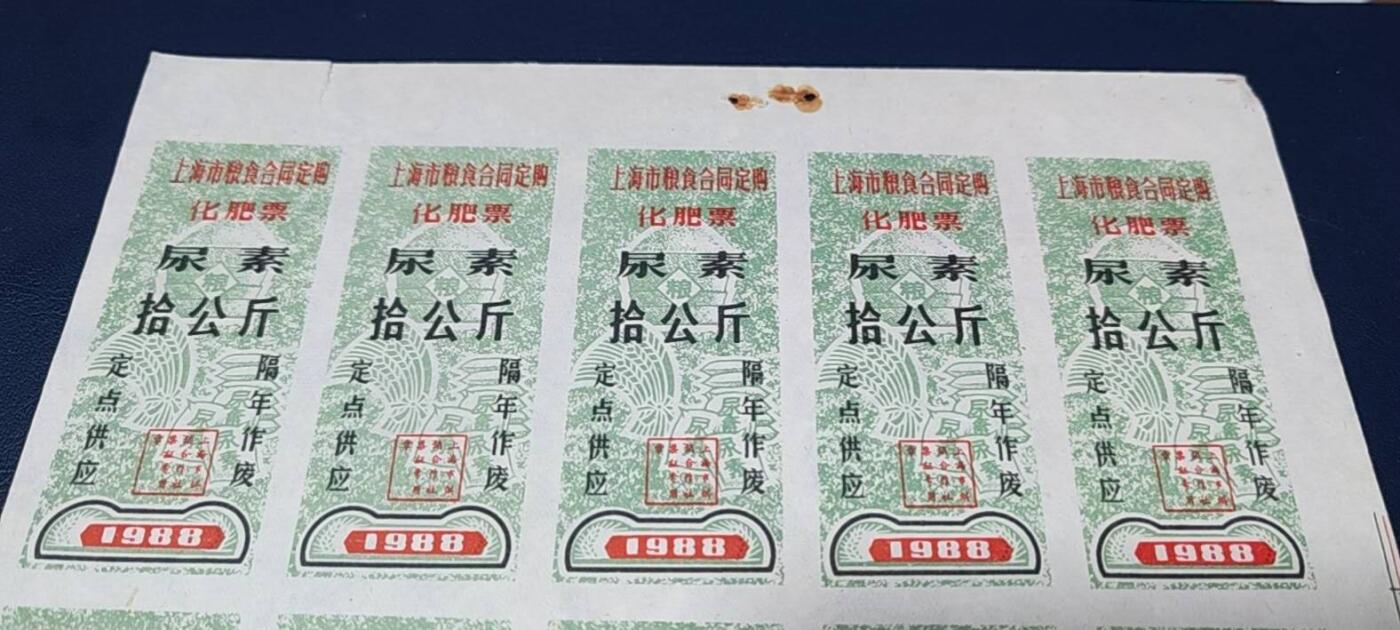 上海市粮食合同定购
化肥票
尿素
粮
拾公斤
定点供应
隔年作废
1988
上海市粮食合同定购
化肥票
尿素
粮
拾公斤
定点供应
隔年作废
1988
上海市粮食合同定购
化肥票
尿素
粮
拾公斤
定点供应
隔年作废
1988
上海市粮食合同定购
化肥票
尿素
粮
拾公斤
定点供应
隔年作废
1988
上海市粮食合同定购
化肥票
尿素
粮
拾公斤
定点供应
隔年作废
1988